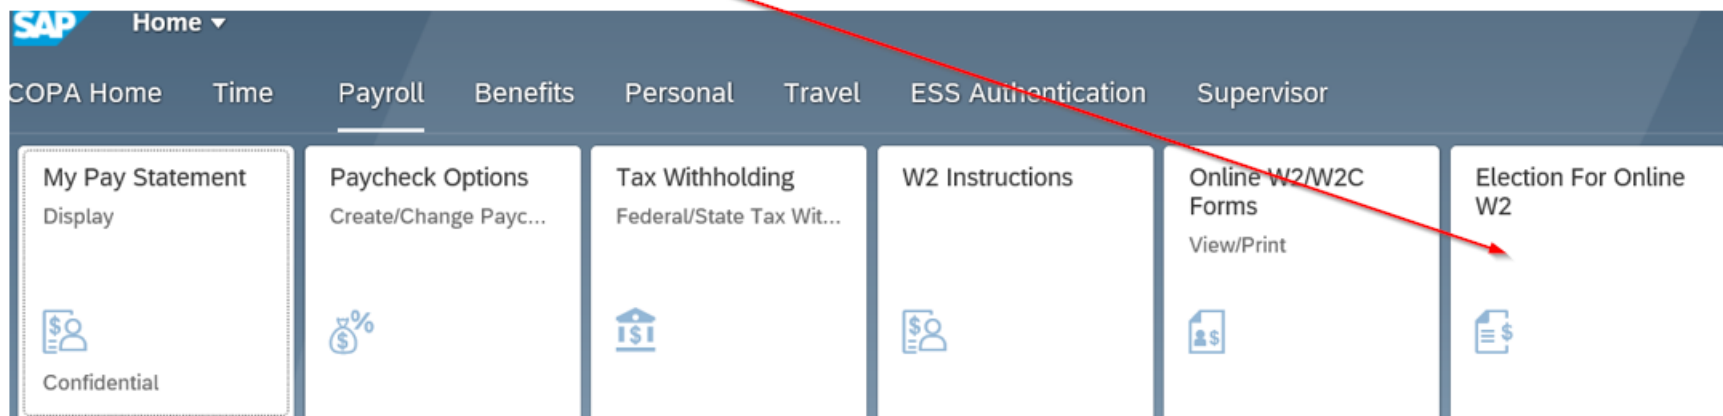 SAP Home
COPA Home Time Payroll Benefits Personal Travel ESS Authentication Supervisor
My Pay Statement
Display
Confidential
Paycheck Options
Create/Change Payc...
Tax Withholding
Federal/State Tax Wit...
W2 Instructions
Online W2/W2C
Forms
View/Print
Election For Online
W2